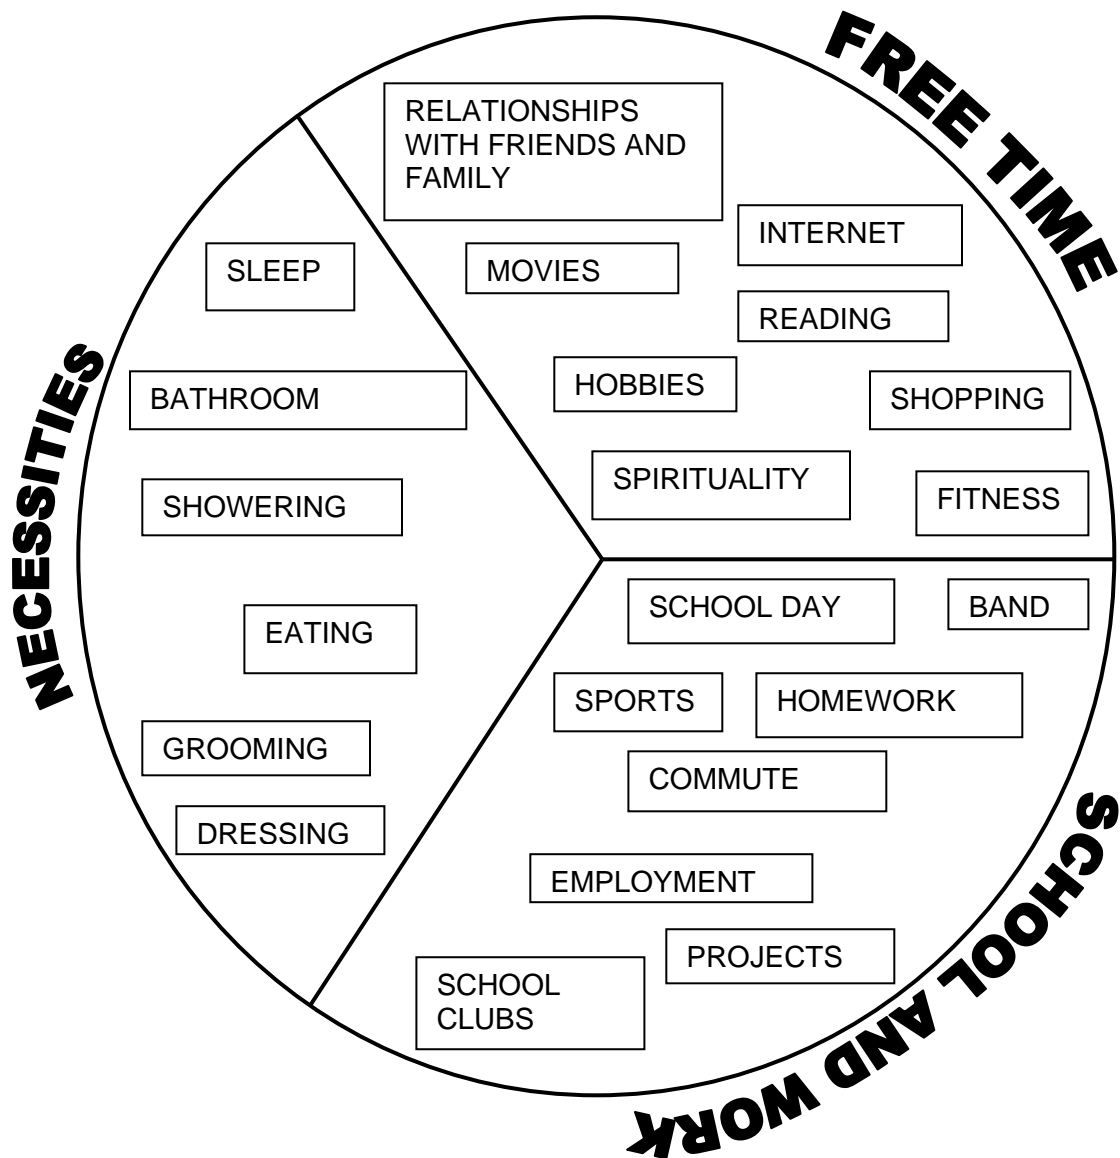 FREE TIME
RELATIONSHIPS
WITH FRIENDS AND
FAMILY
INTERNET
MOVIES
READING
HOBBIES
SHOPPING
SPIRITUALITY
FITNESS
NECESSITIES
SLEEP
BATHROOM
SHOWERING
EATING
GROOMING
DRESSING
SCHOOL AND WORK
SCHOOL DAY
BAND
SPORTS
HOMEWORK
COMMUTE
EMPLOYMENT
PROJECTS
SCHOOL
CLUBS